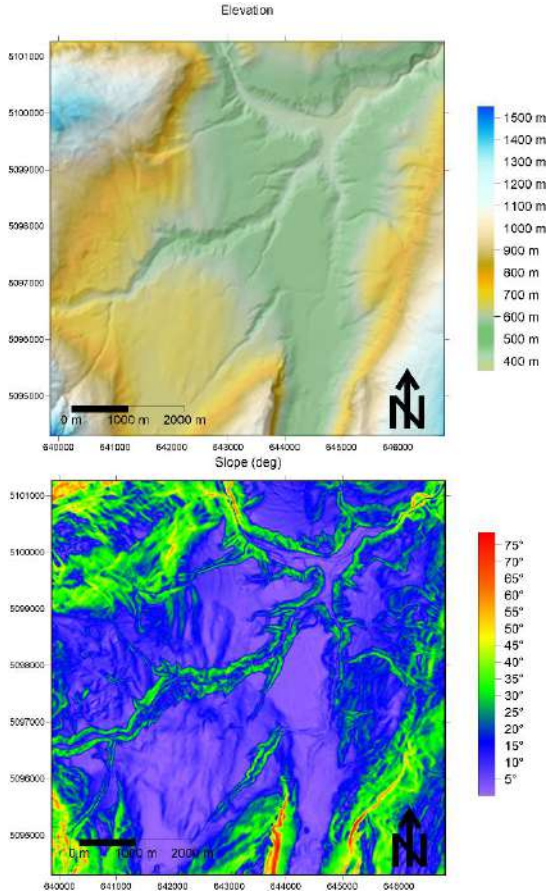 Elevation
5101000
5100000
5099000
5098000
5097000
5096000
5095000
1500 m
1400 m
1300 m
1200 m
1100 m
1000 m
900 m
800 m
700 m
600 m
500 m
400 m
0 m 1000 m 2000 m
N
640000 641000 642000 643000 644000 645000 646000
Slope (deg)
5101000
5100000
5099000
5098000
5097000
5096000
5095000
75°
70°
65°
60°
55°
50°
45°
40°
35°
30°
25°
20°
15°
10°
5°
0 m 1000 m 2000 m
N
640000 641000 642000 643000 644000 645000 646000